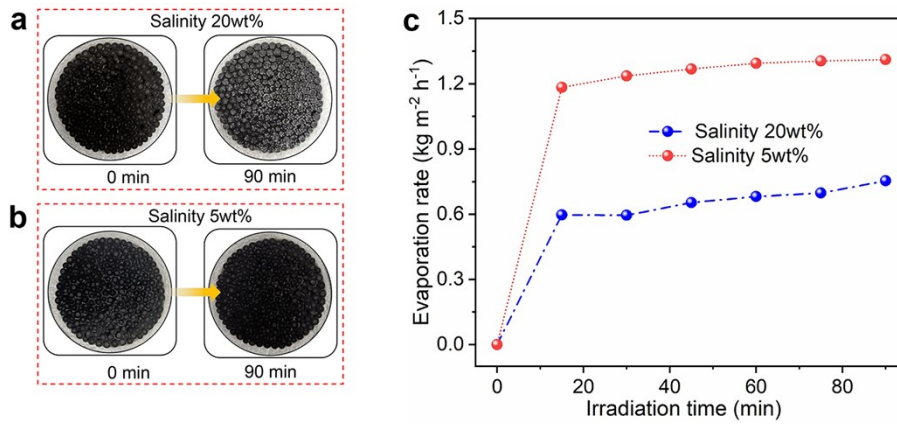 a
Salinity 20wt%
0 min
90 min
b
Salinity 5wt%
0 min
90 min
c
Evaporation rate (kg m⁻² h⁻¹)
1.5
1.2
0.9
0.6
0.3
0.0
Salinity 20wt%
Salinity 5wt%
0
20
40
60
80
Irradiation time (min)